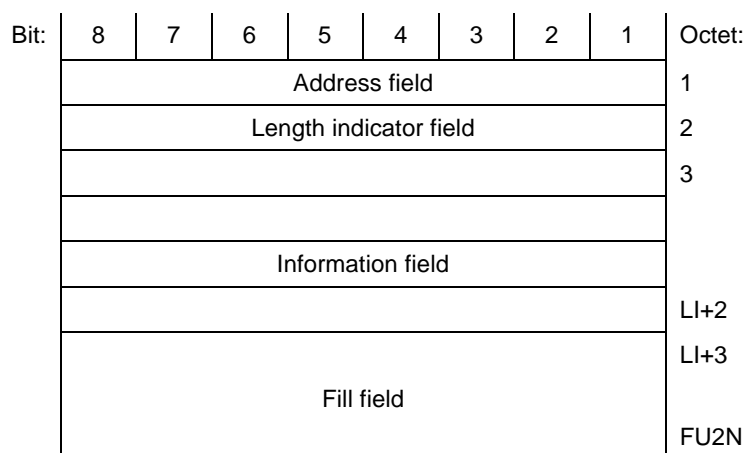 Bit: 8 7 6 5 4 3 2 1 Octet:
Address field 1
Length indicator field 2
3
Information field
LI+2
LI+3
Fill field
FU2N